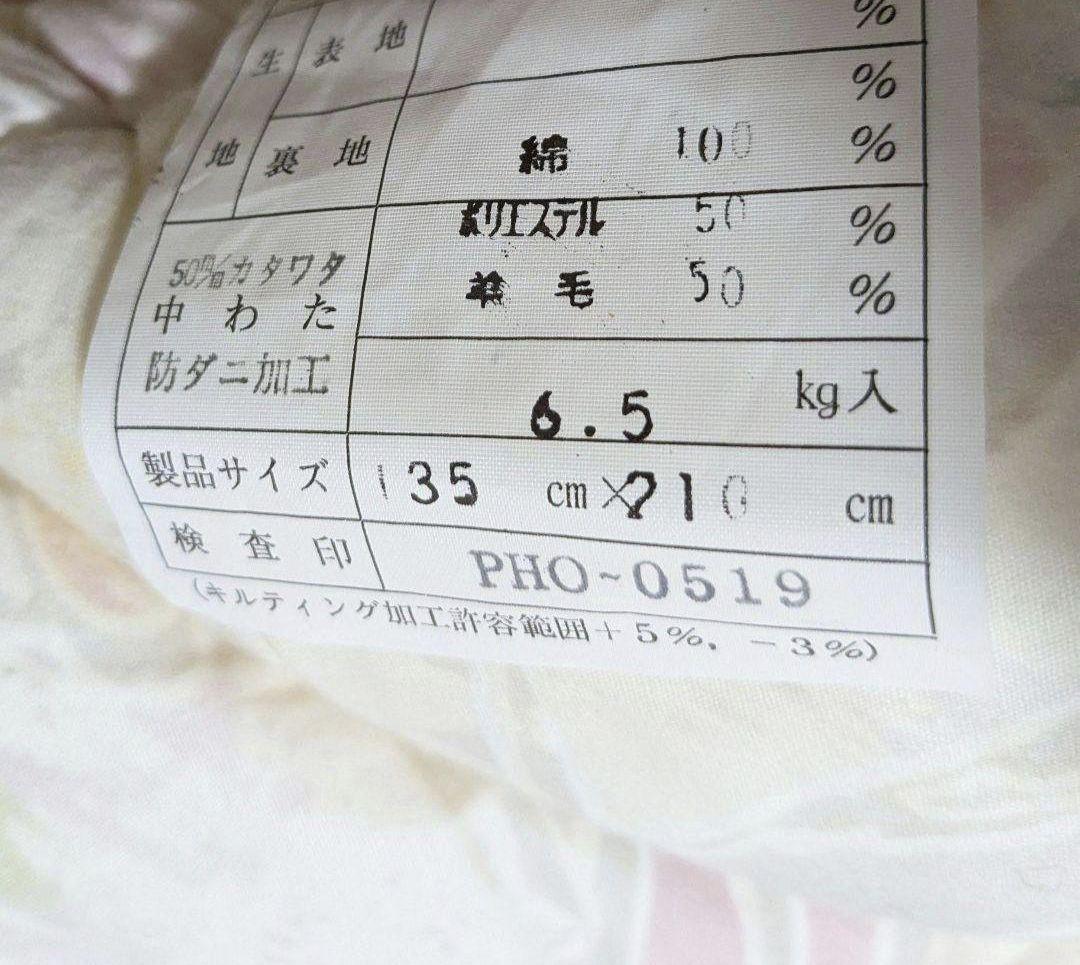 %
生 表 地
%
地 裏 地 綿 100 %
ポリエステル 50 %
50m/mカタワタ
羊 毛 50 %
中 わ た
防ダニ加工 6.5 kg入
製品サイズ 135 cm×210 cm
検 査 印 PHO-0519
(キルティング加工許容範囲+5%, -3%)